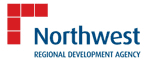 Northwest
REGIONAL DEVELOPMENT AGENCY